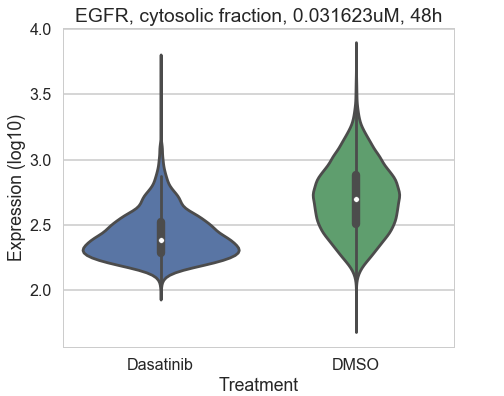 EGFR, cytosolic fraction, 0.031623uM, 48h
4.0
3.5
3.0
2.5
2.0
Expression (log10)
Dasatinib DMSO
Treatment